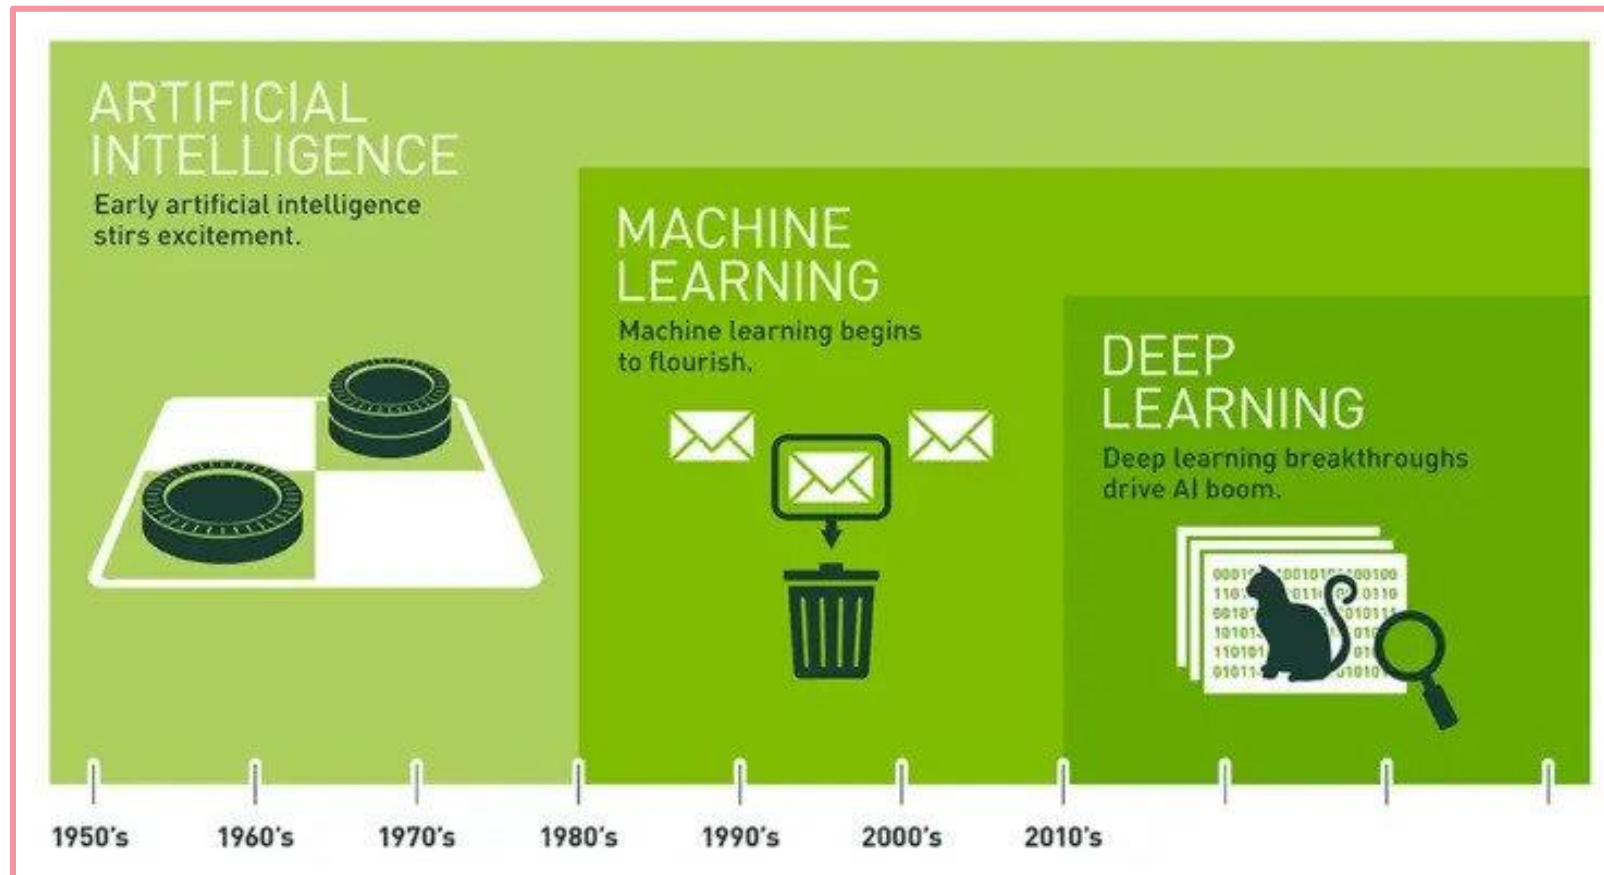 ARTIFICIAL
INTELLIGENCE
Early artificial intelligence
stirs excitement.
MACHINE
LEARNING
Machine learning begins
to flourish.
DEEP
LEARNING
Deep learning breakthroughs
drive AI boom.
1950's
1960's
1970's
1980's
1990's
2000's
2010's